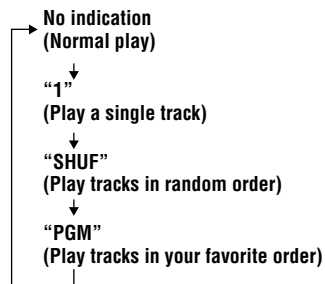 No indication
(Normal play)
“1”
(Play a single track)
“SHUF”
(Play tracks in random order)
“PGM”
(Play tracks in your favorite order)